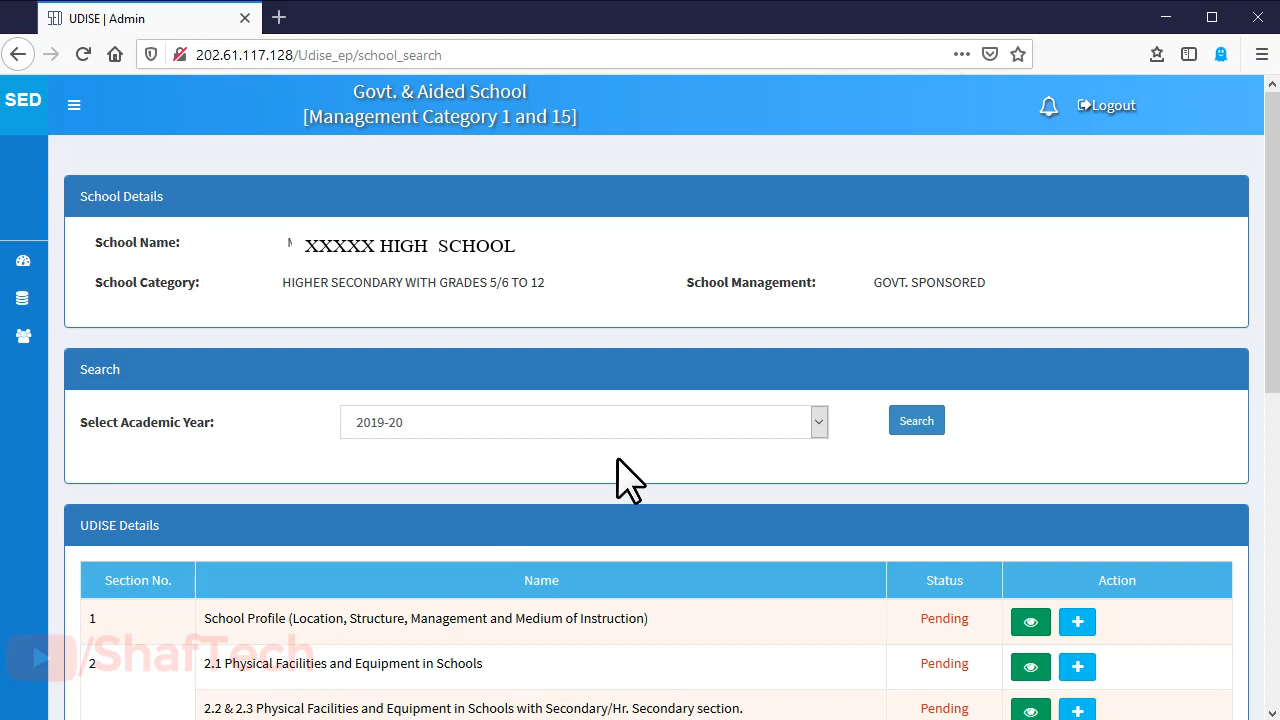 UDISE | Admin
202.61.117.128/Udise_ep/school_search
SED
Govt. & Aided School
[Management Category 1 and 15]
Logout
School Details
School Name:
XXXXX HIGH SCHOOL
School Category:
HIGHER SECONDARY WITH GRADES 5/6 TO 12
School Management:
GOVT. SPONSORED
Search
Select Academic Year:
2019-20
Search
UDISE Details
Section No. Name Status Action
1 School Profile (Location, Structure, Management and Medium of Instruction) Pending
/ShafTech
2 2.1 Physical Facilities and Equipment in Schools Pending
2.2 & 2.3 Physical Facilities and Equipment in Schools with Secondary/Hr. Secondary section. Pending